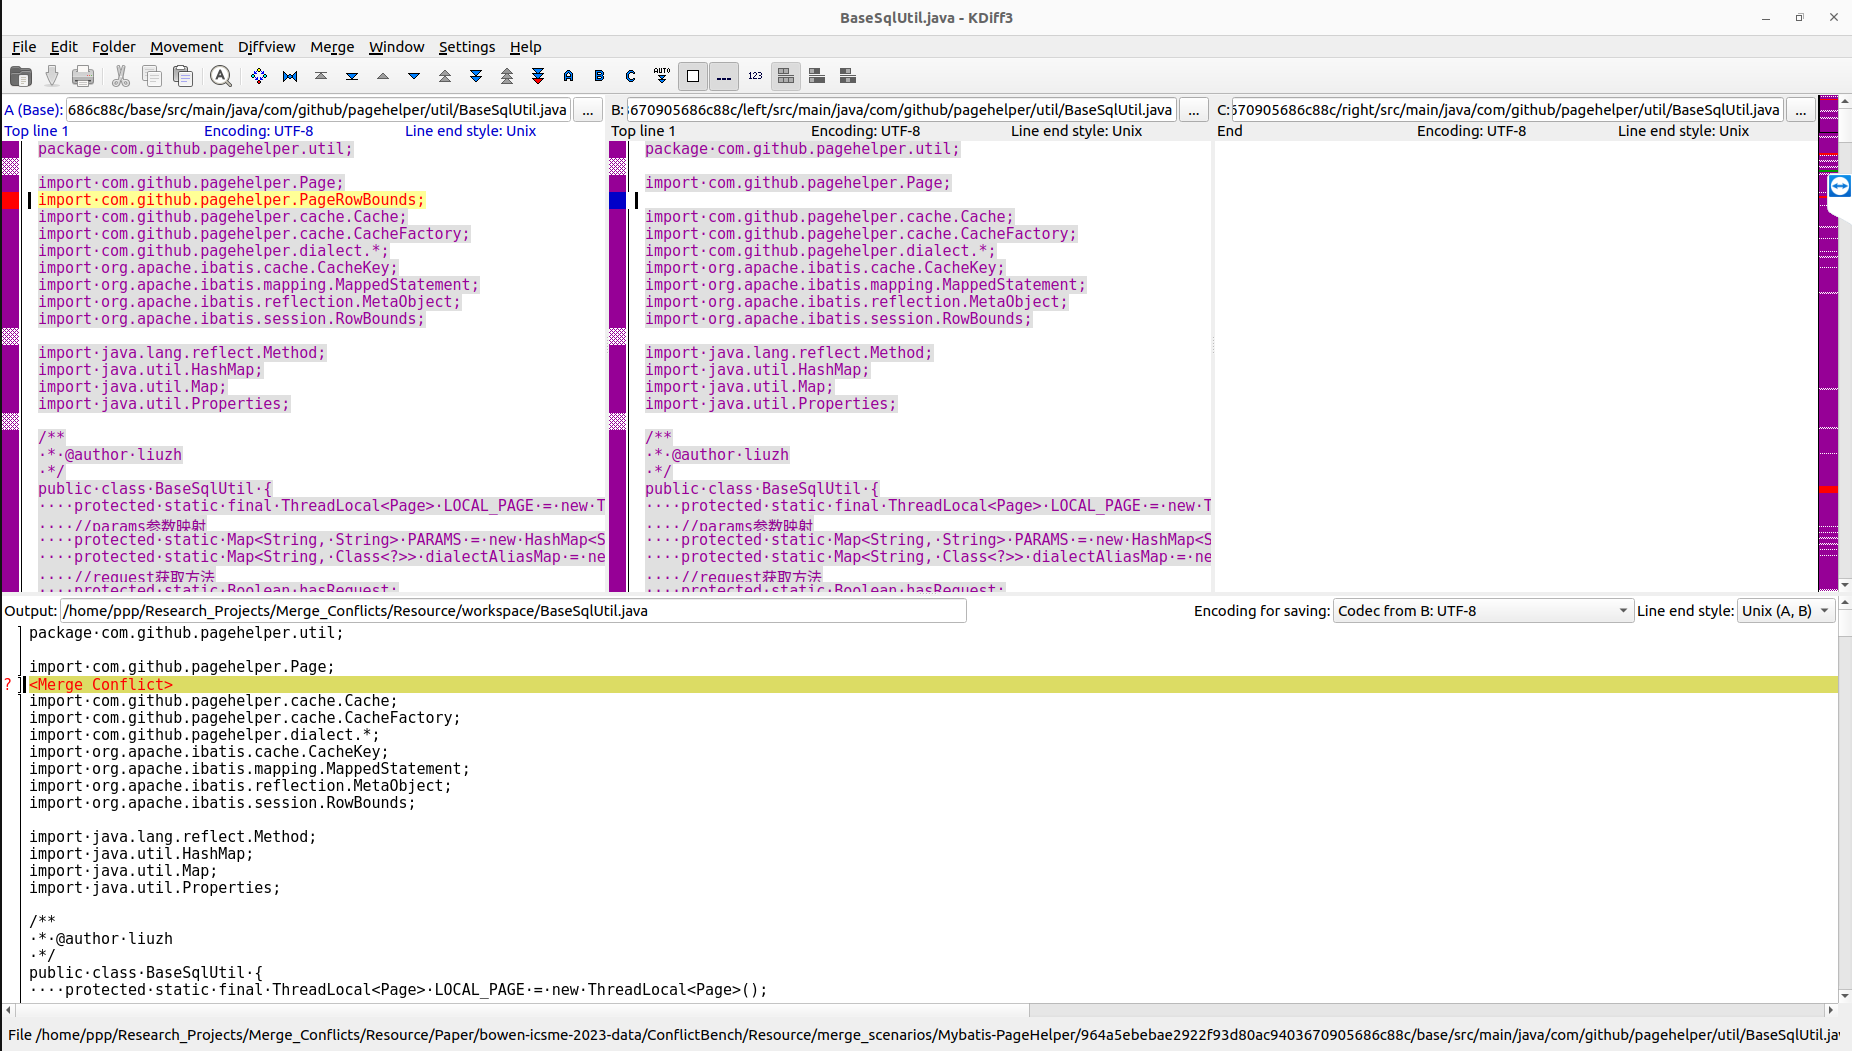 BaseSqlUtil.java - KDiff3
File Edit Folder Movement Diffview Merge Window Settings Help
A B C AUTO 123
A (Base): 686c88c/base/src/main/java/com/github/pagehelper/util/BaseSqlUtil.java ...
B: 670905686c88c/left/src/main/java/com/github/pagehelper/util/BaseSqlUtil.java ...
C: 670905686c88c/right/src/main/java/com/github/pagehelper/util/BaseSqlUtil.java ...
Top line 1 Encoding: UTF-8 Line end style: Unix
Top line 1 Encoding: UTF-8 Line end style: Unix
End Encoding: UTF-8 Line end style: Unix
package·com.github.pagehelper.util;
import·com.github.pagehelper.Page;
import·com.github.pagehelper.PageRowBounds;
import·com.github.pagehelper.cache.Cache;
import·com.github.pagehelper.cache.CacheFactory;
import·com.github.pagehelper.dialect.*;
import·org.apache.ibatis.cache.CacheKey;
import·org.apache.ibatis.mapping.MappedStatement;
import·org.apache.ibatis.reflection.MetaObject;
import·org.apache.ibatis.session.RowBounds;
import·java.lang.reflect.Method;
import·java.util.HashMap;
import·java.util.Map;
import·java.util.Properties;
/**
·*·@author·liuzh
·*/
public·class·BaseSqlUtil·{
····protected·static·final·ThreadLocal<Page>·LOCAL_PAGE·=·new·T
····//params参数映射
····protected·static·Map<String,·String>·PARAMS·=·new·HashMap<S
····protected·static·Map<String,·Class<?>>·dialectAliasMap·=·ne
····//request获取方法
····protected·static·Boolean·hasRequest;
package·com.github.pagehelper.util;
import·com.github.pagehelper.Page;
import·com.github.pagehelper.cache.Cache;
import·com.github.pagehelper.cache.CacheFactory;
import·com.github.pagehelper.dialect.*;
import·org.apache.ibatis.cache.CacheKey;
import·org.apache.ibatis.mapping.MappedStatement;
import·org.apache.ibatis.reflection.MetaObject;
import·org.apache.ibatis.session.RowBounds;
import·java.lang.reflect.Method;
import·java.util.HashMap;
import·java.util.Map;
import·java.util.Properties;
/**
·*·@author·liuzh
·*/
public·class·BaseSqlUtil·{
····protected·static·final·ThreadLocal<Page>·LOCAL_PAGE·=·new·T
····//params参数映射
····protected·static·Map<String,·String>·PARAMS·=·new·HashMap<S
····protected·static·Map<String,·Class<?>>·dialectAliasMap·=·ne
····//request获取方法
····protected·static·Boolean·hasRequest;
Output: /home/ppp/Research_Projects/Merge_Conflicts/Resource/workspace/BaseSqlUtil.java Encoding for saving: Codec from B: UTF-8 Line end style: Unix (A, B)
package·com.github.pagehelper.util;
import·com.github.pagehelper.Page;
? <Merge Conflict>
import·com.github.pagehelper.cache.Cache;
import·com.github.pagehelper.cache.CacheFactory;
import·com.github.pagehelper.dialect.*;
import·org.apache.ibatis.cache.CacheKey;
import·org.apache.ibatis.mapping.MappedStatement;
import·org.apache.ibatis.reflection.MetaObject;
import·org.apache.ibatis.session.RowBounds;
import·java.lang.reflect.Method;
import·java.util.HashMap;
import·java.util.Map;
import·java.util.Properties;
/**
·*·@author·liuzh
·*/
public·class·BaseSqlUtil·{
····protected·static·final·ThreadLocal<Page>·LOCAL_PAGE·=·new·ThreadLocal<Page>();
File /home/ppp/Research_Projects/Merge_Conflicts/Resource/Paper/bowen-icsme-2023-data/ConflictBench/Resource/merge_scenarios/Mybatis-PageHelper/964a5ebebae2922f93d80ac9403670905686c88c/base/src/main/java/com/github/pagehelper/util/BaseSqlUtil.ja